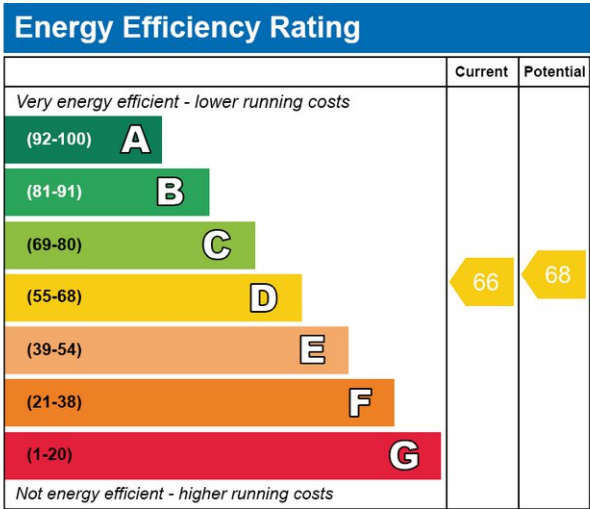 Energy Efficiency Rating
Current Potential
Very energy efficient - lower running costs
(92-100) A
(81-91) B
(69-80) C
(55-68) D
66 68
(39-54) E
(21-38) F
(1-20) G
Not energy efficient - higher running costs